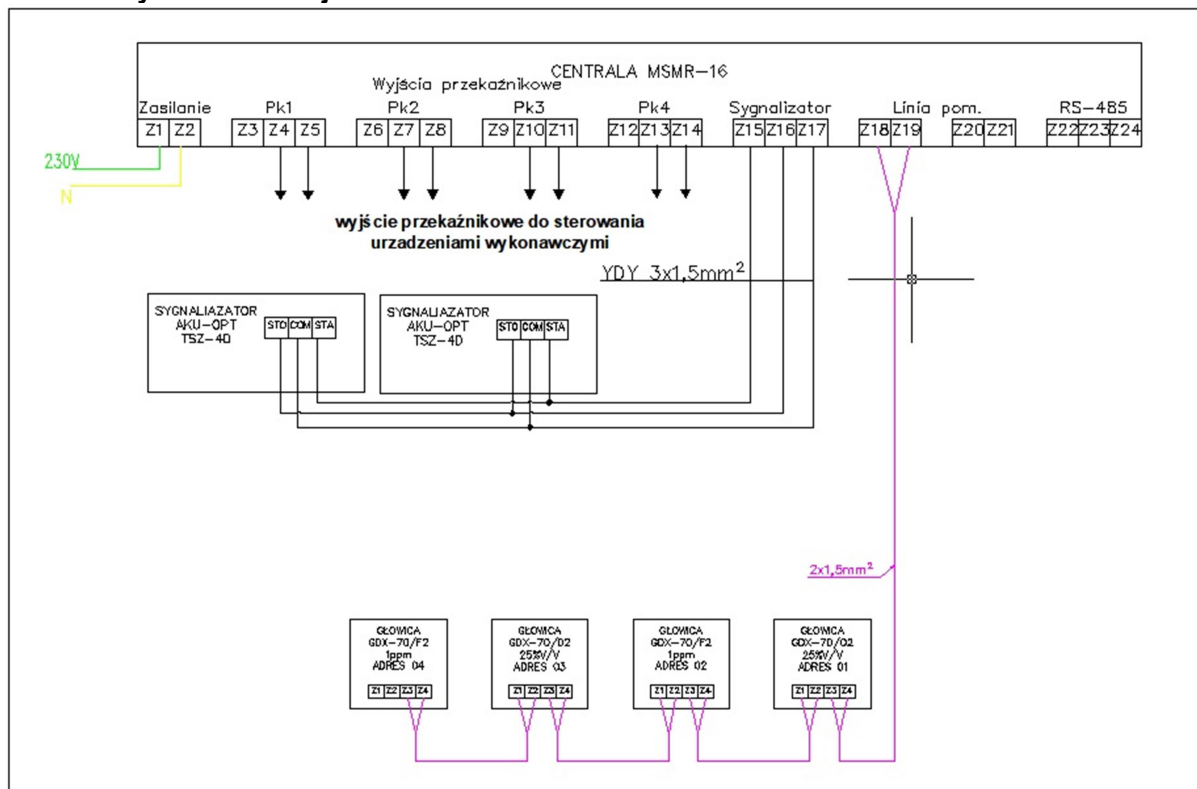 CENTRALA MSMR-16
Wyjścia przekaźnikowe
Zasilanie Pk1 Pk2 Pk3 Pk4 Sygnalizator Linia pom. RS-485
Z1 Z2 Z3 Z4 Z5 Z6 Z7 Z8 Z9 Z10 Z11 Z12 Z13 Z14 Z15 Z16 Z17 Z18 Z19 Z20 Z21 Z22 Z23 Z24
230V
N
wyjście przekaźnikowe do sterowania
urzadzeniami wykonawczymi
YDY 3x1,5mm²
SYGNALIAZATOR
AKU-OPT
TSZ-4D
STO COM STA
SYGNALIAZATOR
AKU-OPT
TSZ-4D
STO COM STA
2x1,5mm²
GŁOWICA
GDX-70/F2
1ppm
ADRES 04
Z1 Z2 Z3 Z4
GŁOWICA
GDX-70/O2
25%V/V
ADRES 03
Z1 Z2 Z3 Z4
GŁOWICA
GDX-70/F2
1ppm
ADRES 02
Z1 Z2 Z3 Z4
GŁOWICA
GDX-70/O2
25%V/V
ADRES 01
Z1 Z2 Z3 Z4